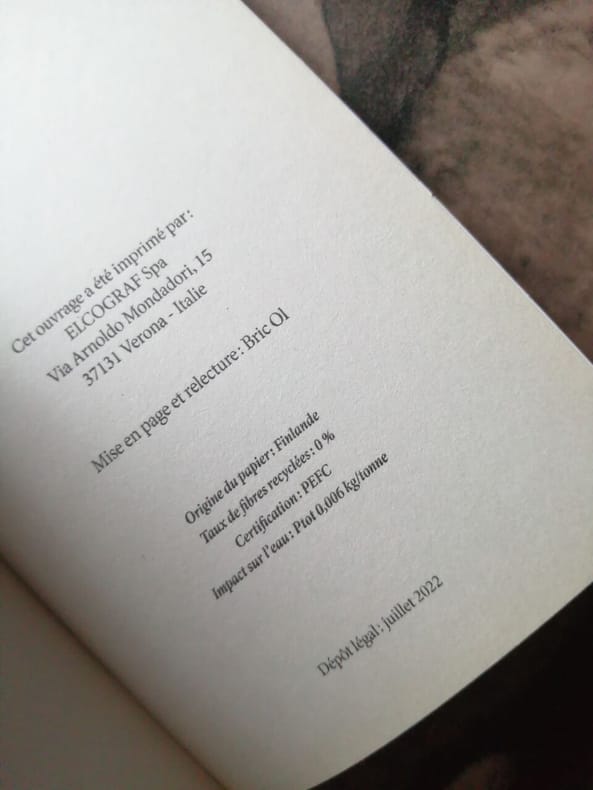 Cet ouvrage a été imprimé par :
ELCOGRAF Spa
Via Arnoldo Mondadori, 15
37131 Verona - Italie
Mise en page et relecture : Bric Ol
Origine du papier : Finlande
Taux de fibres recyclées : 0 %
Certification : PEFC
Impact sur l'eau : Ptot 0,006 kg/tonne
Dépôt légal : juillet 2022